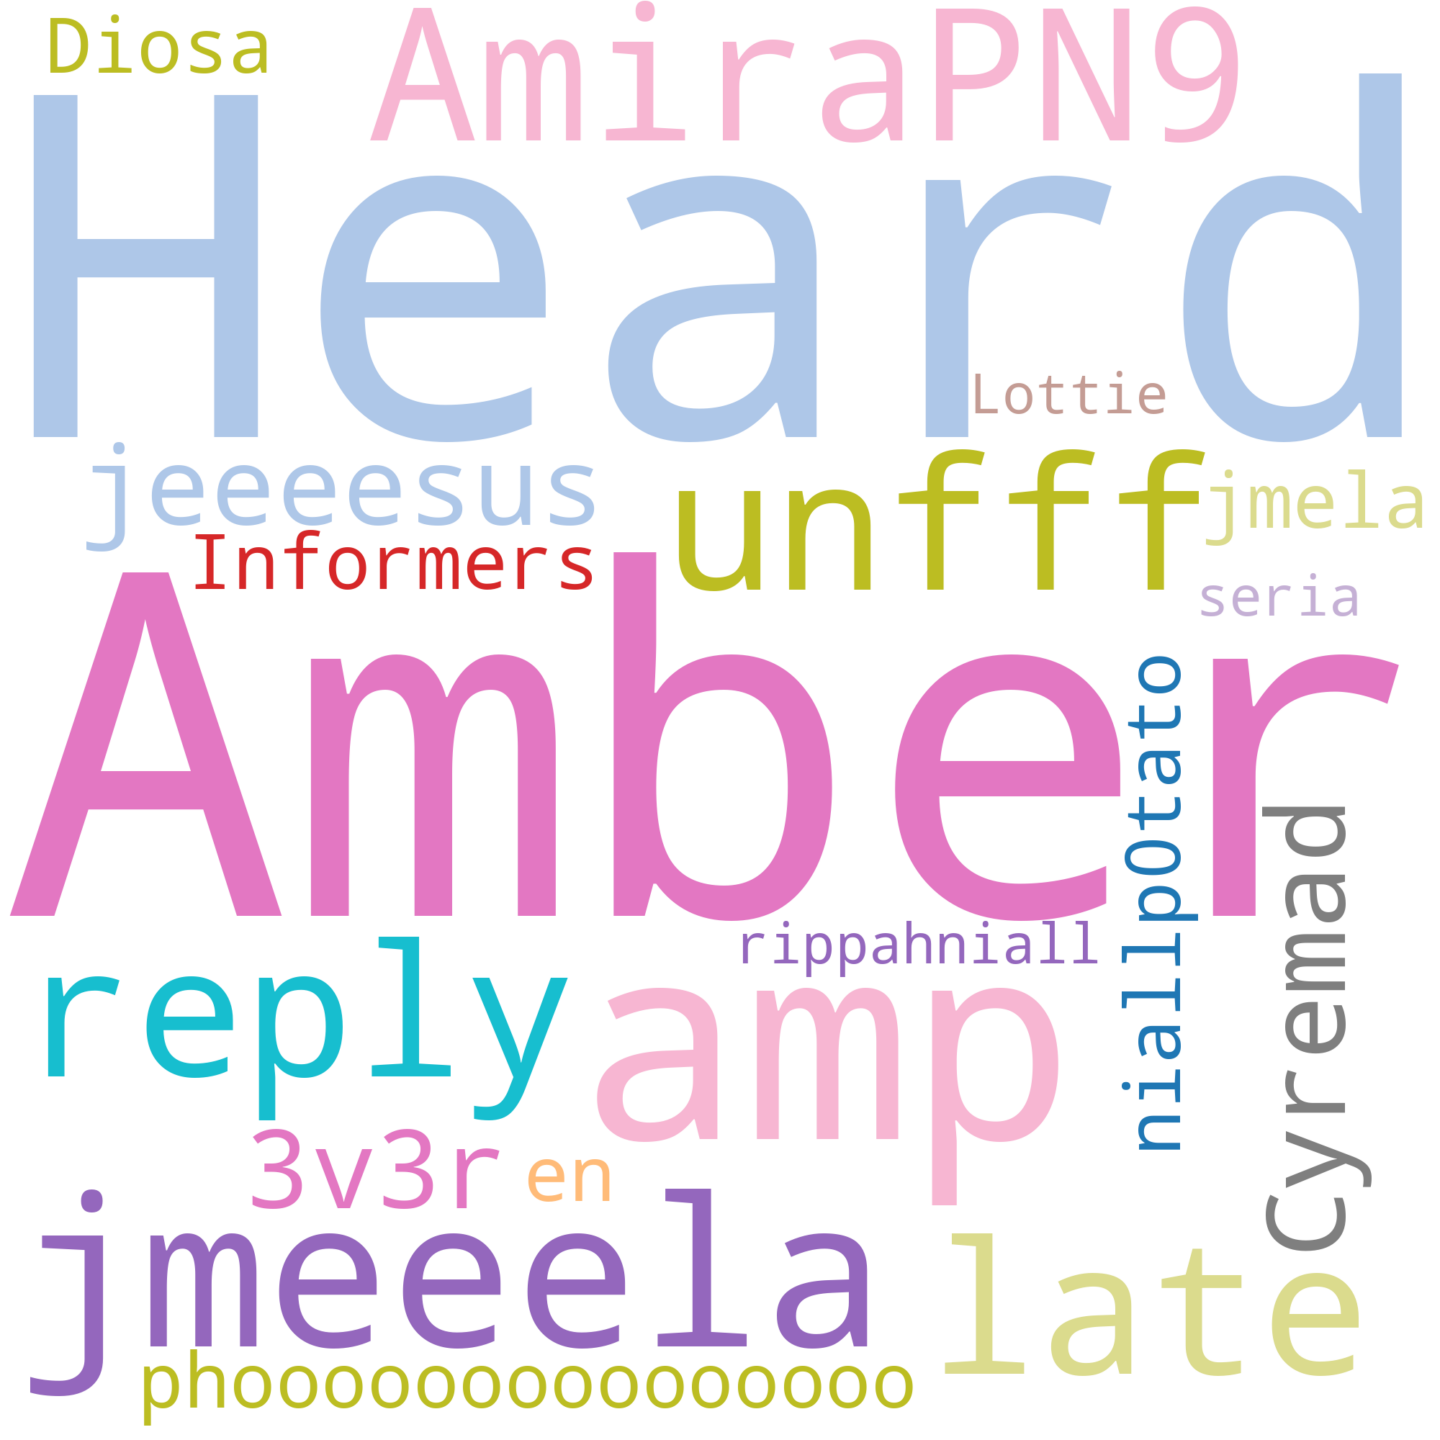 Diosa
AmiraPN9
Heard
Lottie
jeeeesus
unfff
jmela
Informers
seria
Amber
niallp0tato
Cyremad
rippahniall
reply
amp
3v3r
en
jmeeela
late
phooooooooooooooo